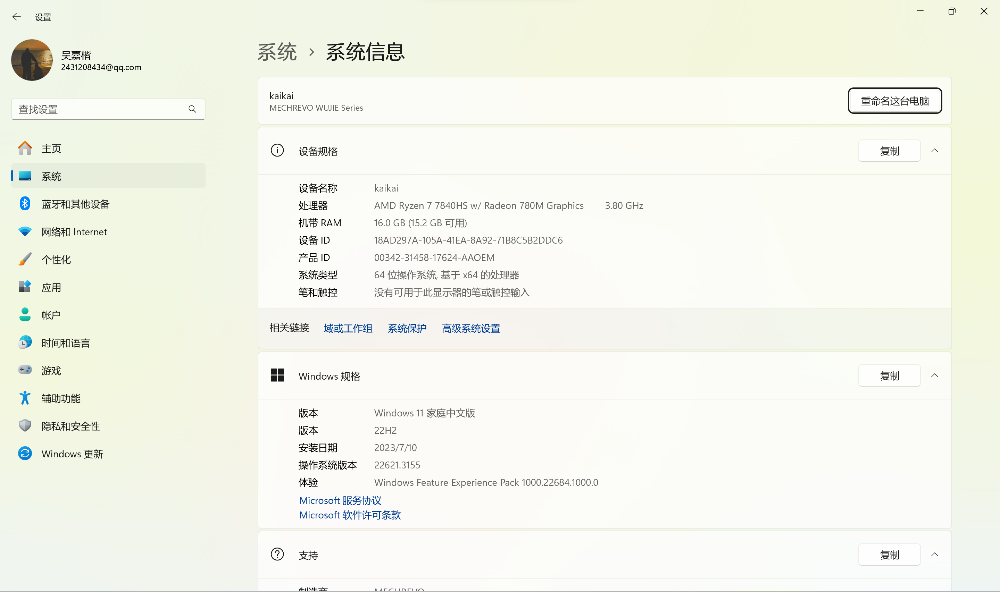 设置
吴嘉楷
2431208434@qq.com
查找设置
主页
系统
蓝牙和其他设备
网络和 Internet
个性化
应用
帐户
时间和语言
游戏
辅助功能
隐私和安全性
Windows 更新
系统 › 系统信息
kaikai
MECHREVO WUJIE Series
重命名这台电脑
设备规格
复制
设备名称 kaikai
处理器 AMD Ryzen 7 7840HS w/ Radeon 780M Graphics 3.80 GHz
机带 RAM 16.0 GB (15.2 GB 可用)
设备 ID 18AD297A-105A-41EA-8A92-71B8C5B2DDC6
产品 ID 00342-31458-17624-AAOEM
系统类型 64 位操作系统, 基于 x64 的处理器
笔和触控 没有可用于此显示器的笔或触控输入
相关链接 域或工作组 系统保护 高级系统设置
Windows 规格
复制
版本 Windows 11 家庭中文版
版本 22H2
安装日期 2023/7/10
操作系统版本 22621.3155
体验 Windows Feature Experience Pack 1000.22684.1000.0
Microsoft 服务协议
Microsoft 软件许可条款
支持
复制
制造商 MECHREVO